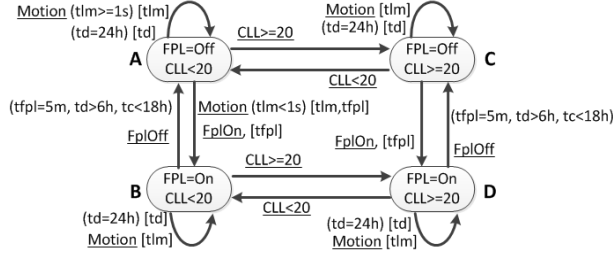 Motion (tlm>=1s) [tlm]
(td=24h) [td]
Motion [tlm]
(td=24h) [td]
CLL>=20
A
FPL=Off
CLL<20
FPL=Off
CLL>=20
C
CLL<20
(tfpl=5m, td>6h, tc<18h)
FplOff
Motion (tlm<1s) [tlm,tfpl]
FplOn, [tfpl]
FplOn, [tfpl]
(tfpl=5m, td>6h, tc<18h)
FplOff
CLL>=20
B
FPL=On
CLL<20
FPL=On
CLL>=20
D
CLL<20
(td=24h) [td]
Motion [tlm]
(td=24h) [td]
Motion [tlm]